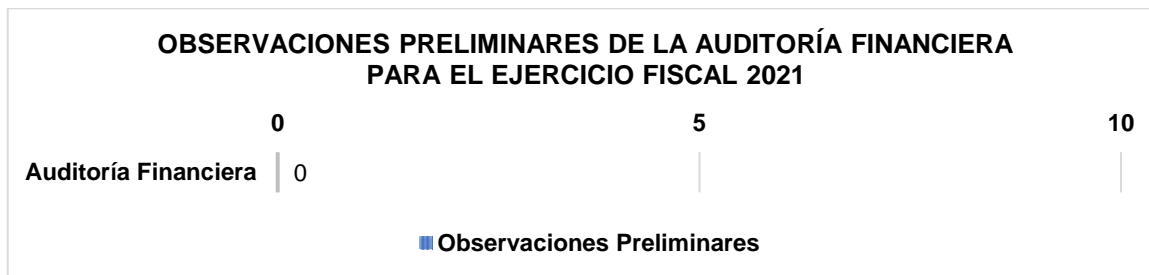 OBSERVACIONES PRELIMINARES DE LA AUDITORÍA FINANCIERA
PARA EL EJERCICIO FISCAL 2021
0 5 10
Auditoría Financiera 0
Observaciones Preliminares